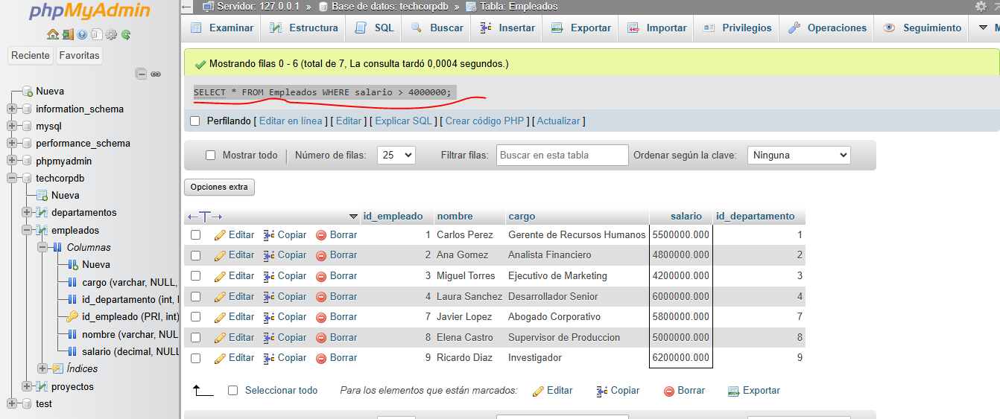 phpMyAdmin
Reciente Favoritas
Nueva
information_schema
mysql
performance_schema
phpmyadmin
techcorpdb
Nueva
departamentos
empleados
Columnas
Nueva
cargo (varchar, NULL,
id_departamento (int,
id_empleado (PRI, int)
nombre (varchar, NUL
salario (decimal, NULL
Índices
proyectos
test
Servidor: 127.0.0.1 » Base de datos: techcorpdb » Tabla: Empleados
Examinar Estructura SQL Buscar Insertar Exportar Importar Privilegios Operaciones Seguimiento
Mostrando filas 0 - 6 (total de 7, La consulta tardó 0,0004 segundos.)
SELECT * FROM Empleados WHERE salario > 4000000;
Perfilando [ Editar en línea ] [ Editar ] [ Explicar SQL ] [ Crear código PHP ] [ Actualizar ]
Mostrar todo Número de filas: 25 Filtrar filas: Buscar en esta tabla Ordenar según la clave: Ninguna
Opciones extra
id_empleado nombre cargo salario id_departamento
Editar Copiar Borrar 1 Carlos Perez Gerente de Recursos Humanos 5500000.000 1
Editar Copiar Borrar 2 Ana Gomez Analista Financiero 4800000.000 2
Editar Copiar Borrar 3 Miguel Torres Ejecutivo de Marketing 4200000.000 3
Editar Copiar Borrar 4 Laura Sanchez Desarrollador Senior 6000000.000 4
Editar Copiar Borrar 7 Javier Lopez Abogado Corporativo 5800000.000 7
Editar Copiar Borrar 8 Elena Castro Supervisor de Produccion 5000000.000 8
Editar Copiar Borrar 9 Ricardo Diaz Investigador 6200000.000 9
Seleccionar todo Para los elementos que están marcados: Editar Copiar Borrar Exportar